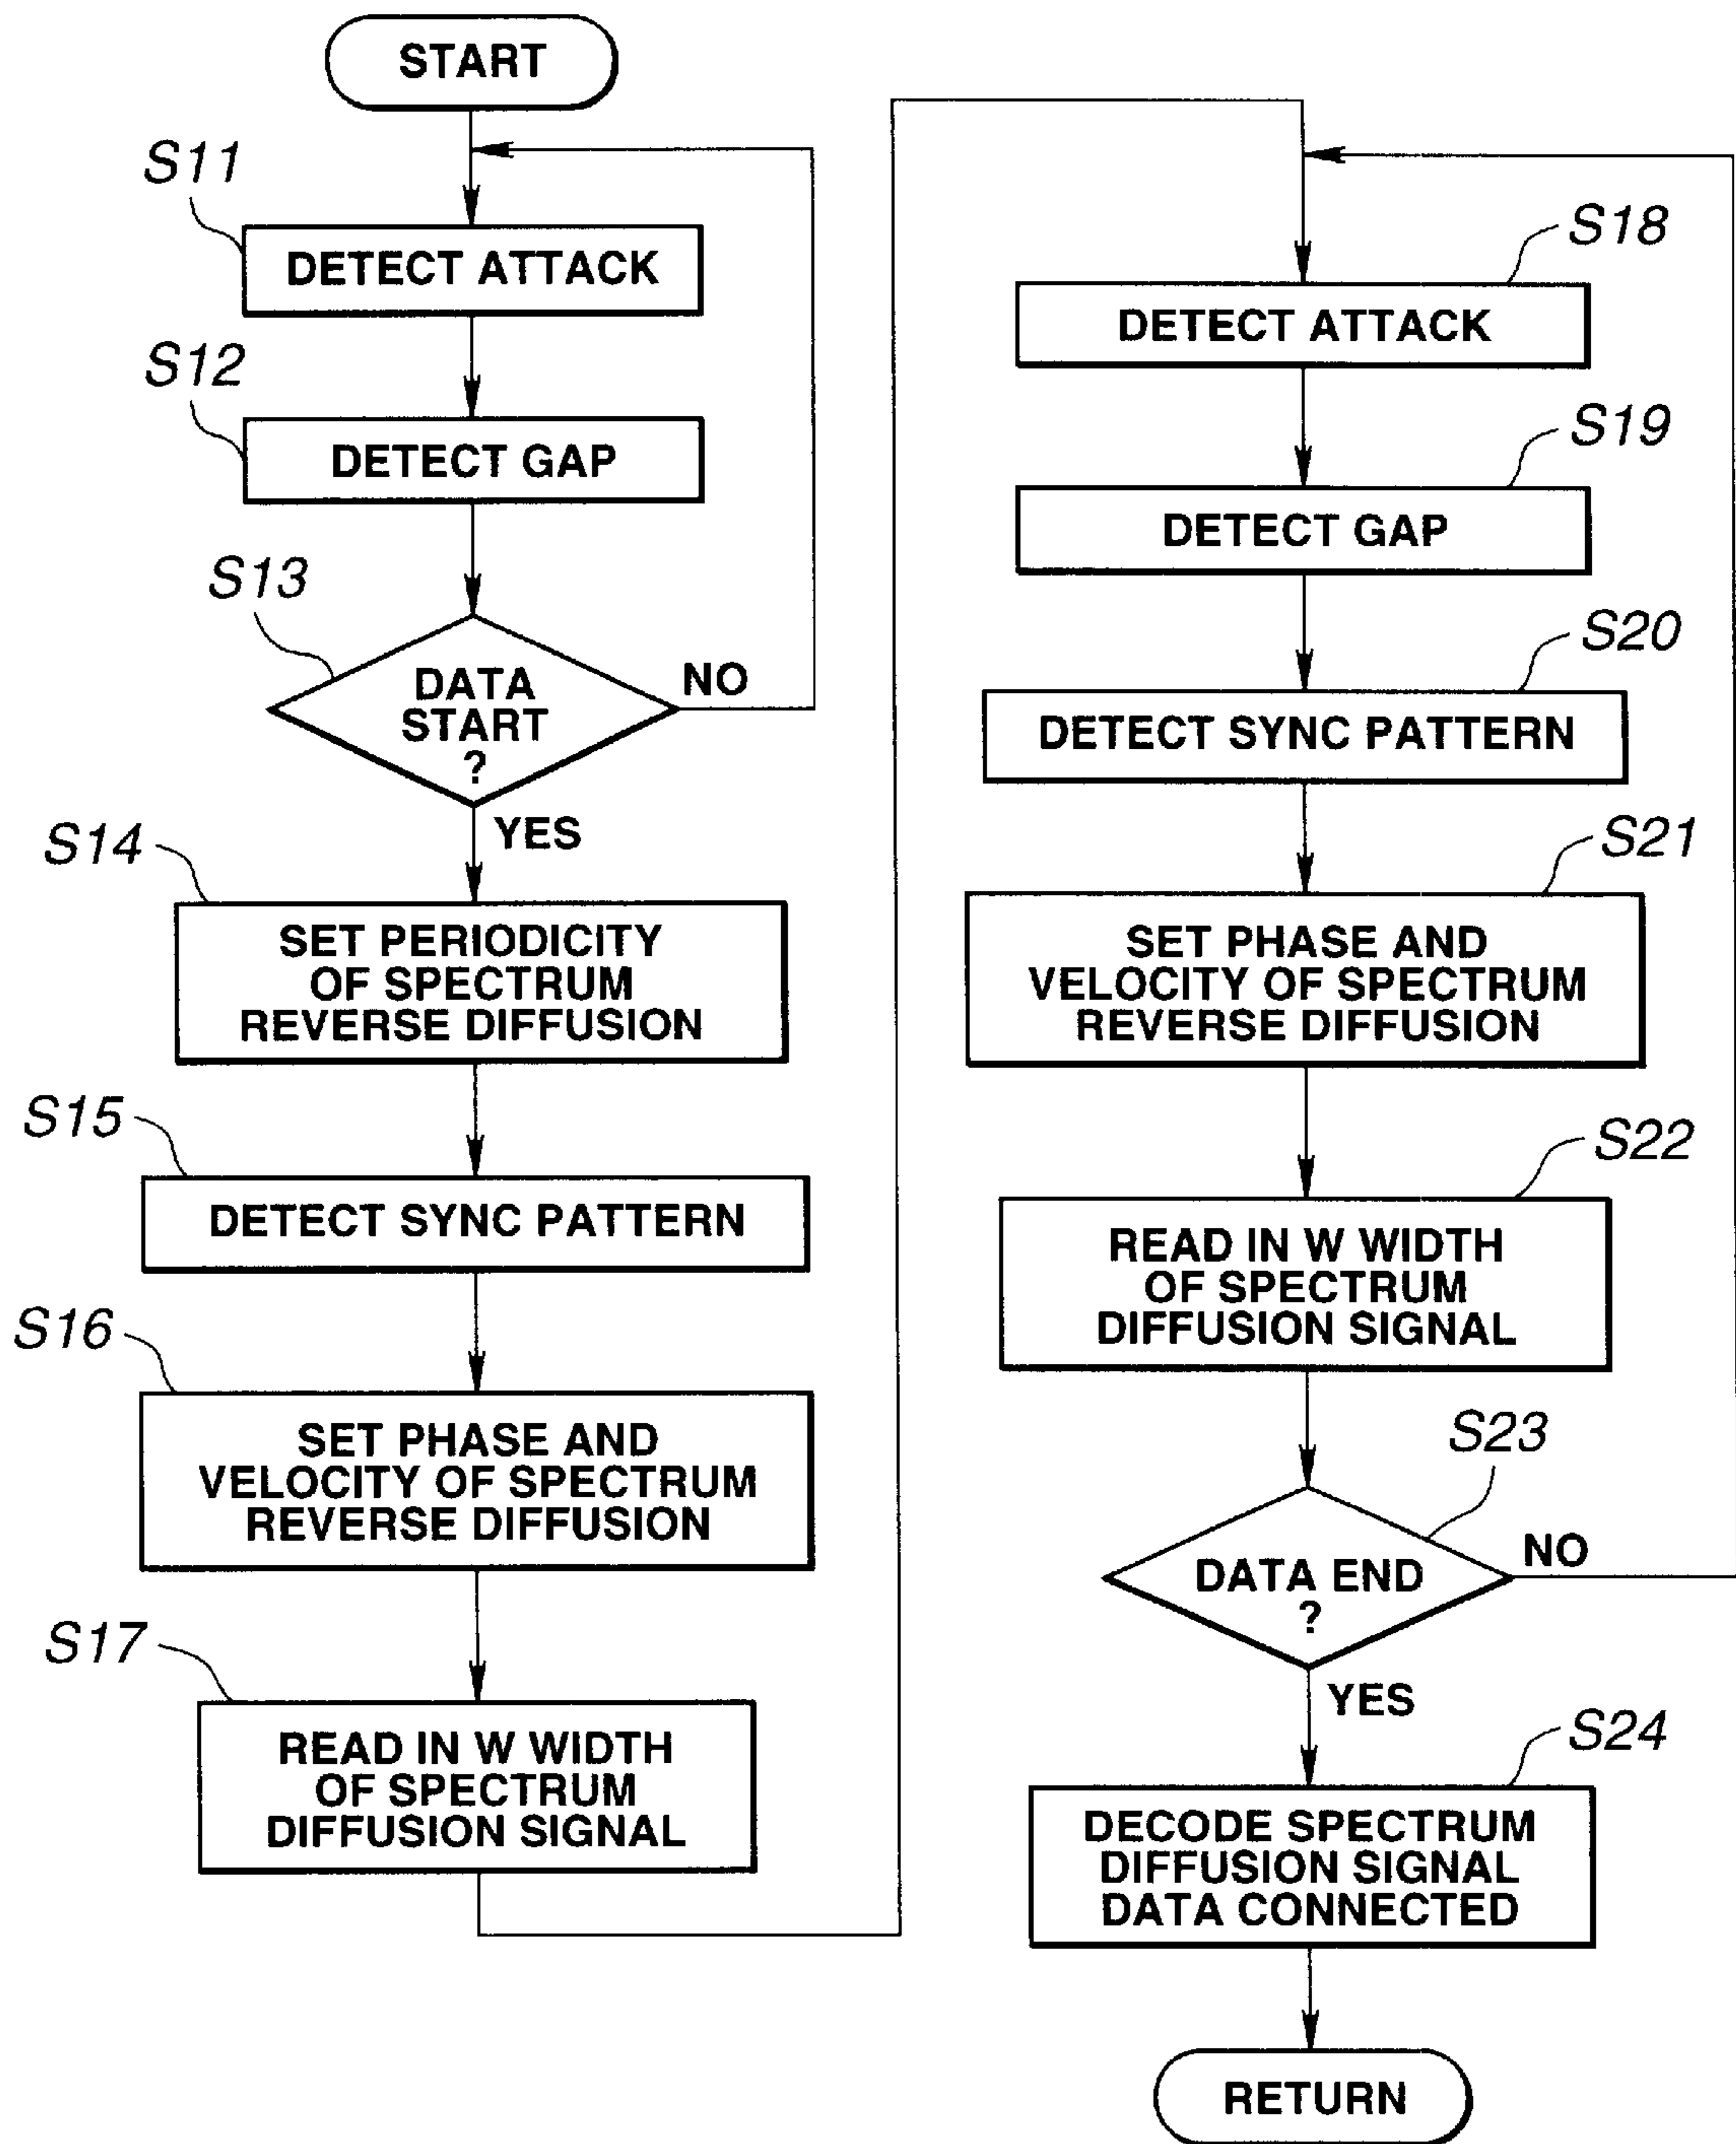 START
S11
DETECT ATTACK
S12
DETECT GAP
S13
DATA
START
?
NO
YES
S14
SET PERIODICITY
OF SPECTRUM
REVERSE DIFFUSION
S15
DETECT SYNC PATTERN
S16
SET PHASE AND
VELOCITY OF SPECTRUM
REVERSE DIFFUSION
S17
READ IN W WIDTH
OF SPECTRUM
DIFFUSION SIGNAL
S18
DETECT ATTACK
S19
DETECT GAP
S20
DETECT SYNC PATTERN
S21
SET PHASE AND
VELOCITY OF SPECTRUM
REVERSE DIFFUSION
S22
READ IN W WIDTH
OF SPECTRUM
DIFFUSION SIGNAL
S23
DATA END
?
NO
YES
S24
DECODE SPECTRUM
DIFFUSION SIGNAL
DATA CONNECTED
RETURN